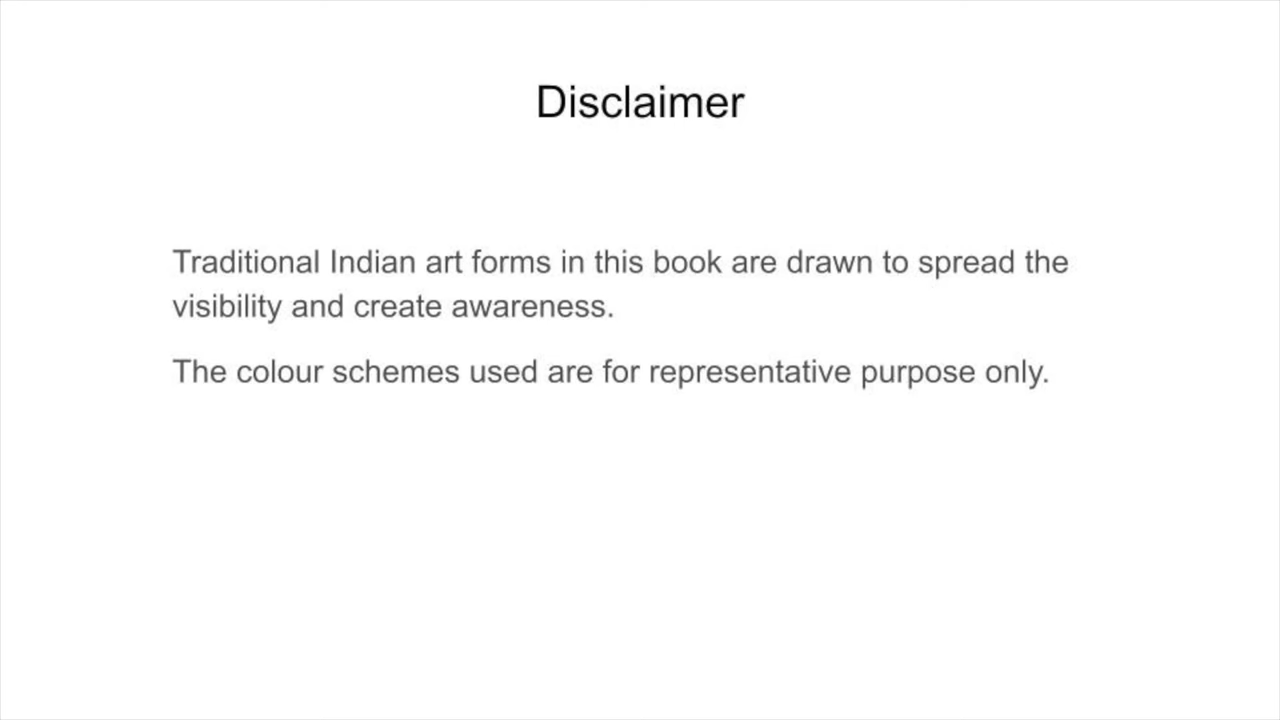 Disclaimer
Traditional Indian art forms in this book are drawn to spread the
visibility and create awareness.
The colour schemes used are for representative purpose only.